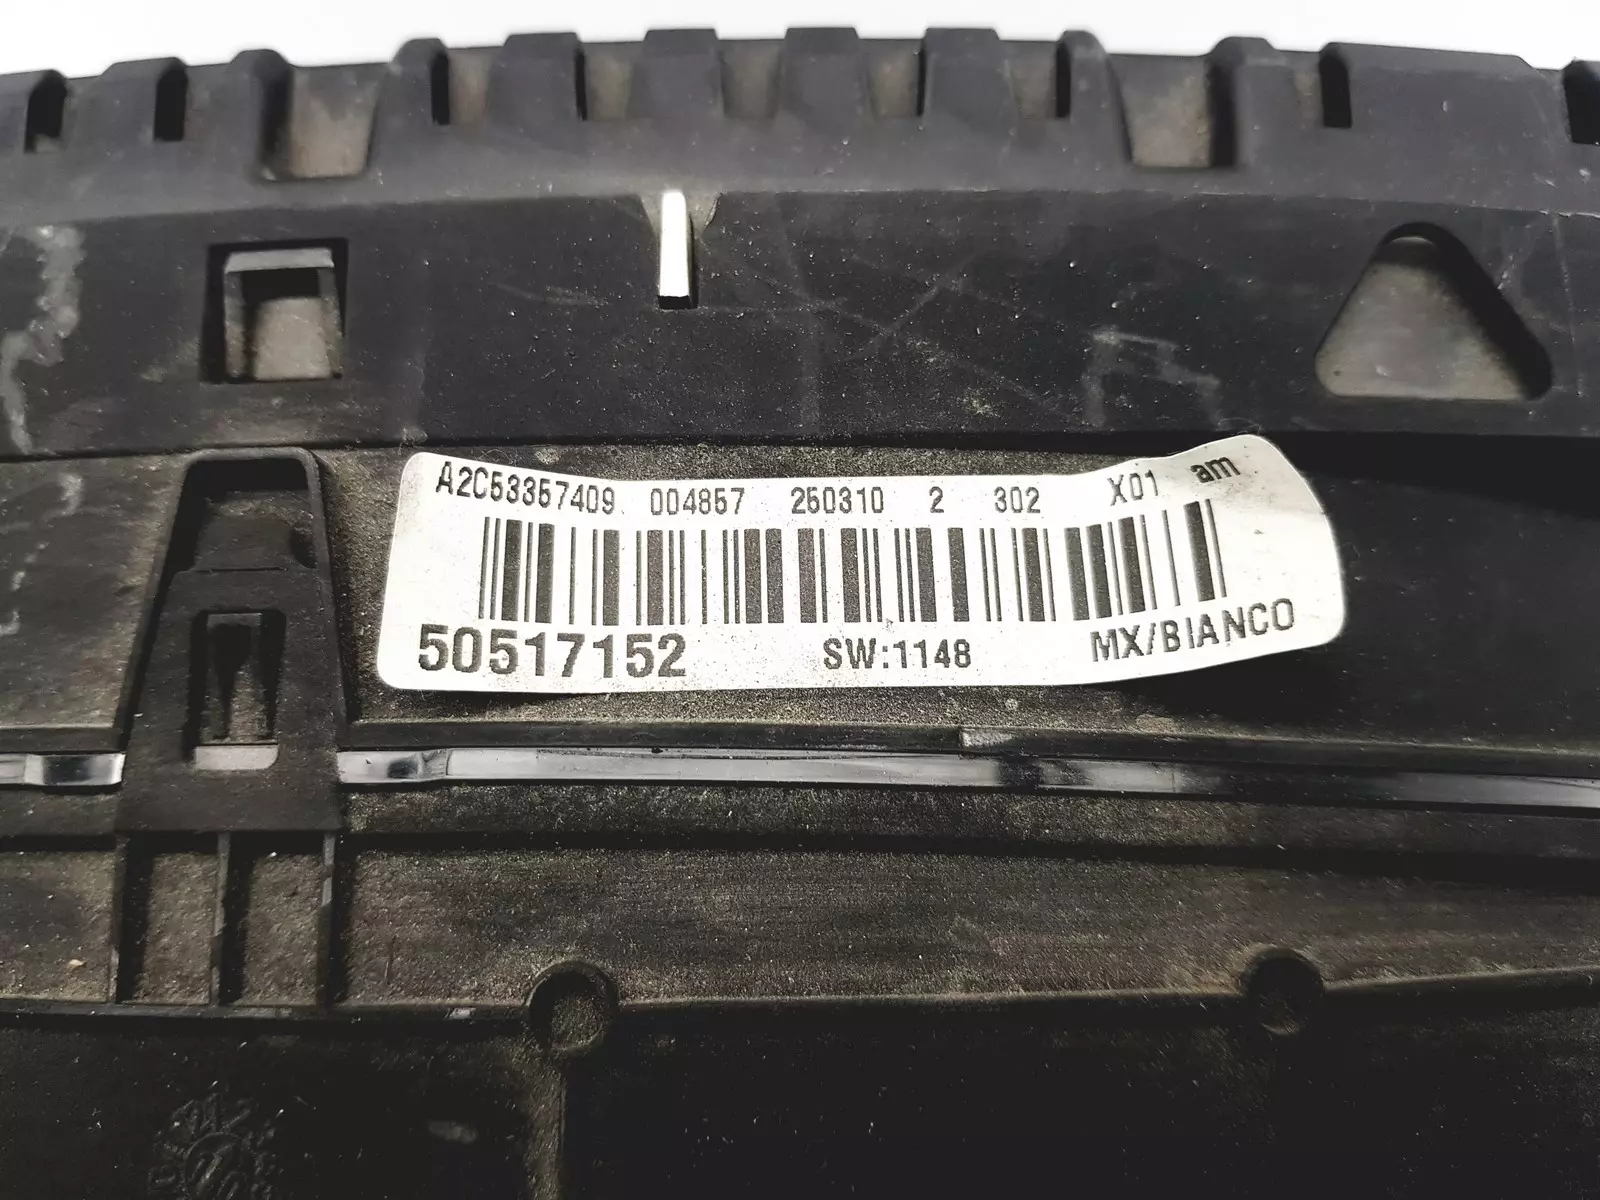 A2C53357409 004857 250310 2 302 X01 am
50517152 SW:1148 MX/BIANCO